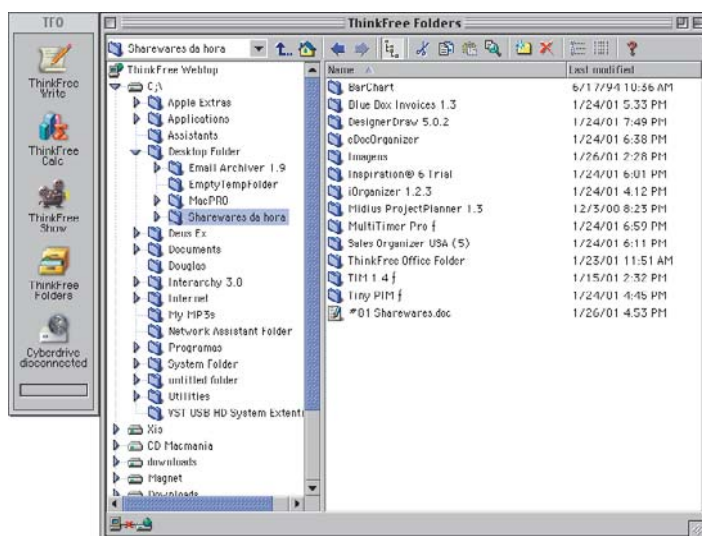 TFO
ThinkFree Write
ThinkFree Calc
ThinkFree Show
ThinkFree Folders
Cyberdrive disconnected
ThinkFree Folders
Sharewares da hora
ThinkFree Webtop
C:\
Apple Extras
Applications
Assistants
Desktop Folder
Email Archiver 1.9
EmptyTempFolder
MacPRO
Sharewares da hora
Deus Ex
Documents
Douglas
Interarchy 3.0
Internet
My MP3s
Network Assistant Folder
Programas
System Folder
untitled folder
Utilities
VST USB HD System Extenti
Xio
CD Macmania
downloads
Magnet
Downloads
Name Last modified
BarChart 6/17/94 10:36 AM
Blue Box Invoices 1.3 1/24/01 5:33 PM
DesignerDraw 5.0.2 1/24/01 7:49 PM
eDocOrganizer 1/24/01 6:38 PM
Imagens 1/26/01 2:28 PM
Inspiration® 6 Trial 1/24/01 6:01 PM
iOrganizer 1.2.3 1/24/01 4:12 PM
Midius ProjectPlanner 1.3 12/3/00 8:23 PM
MultiTimer Pro ƒ 1/24/01 6:59 PM
Sales Organizer USA (5) 1/24/01 6:11 PM
ThinkFree Office Folder 1/23/01 11:51 AM
TIM 1.4 ƒ 1/15/01 2:32 PM
Tiny PIM ƒ 1/24/01 4:45 PM
#01 Sharewares.doc 1/26/01 4:53 PM